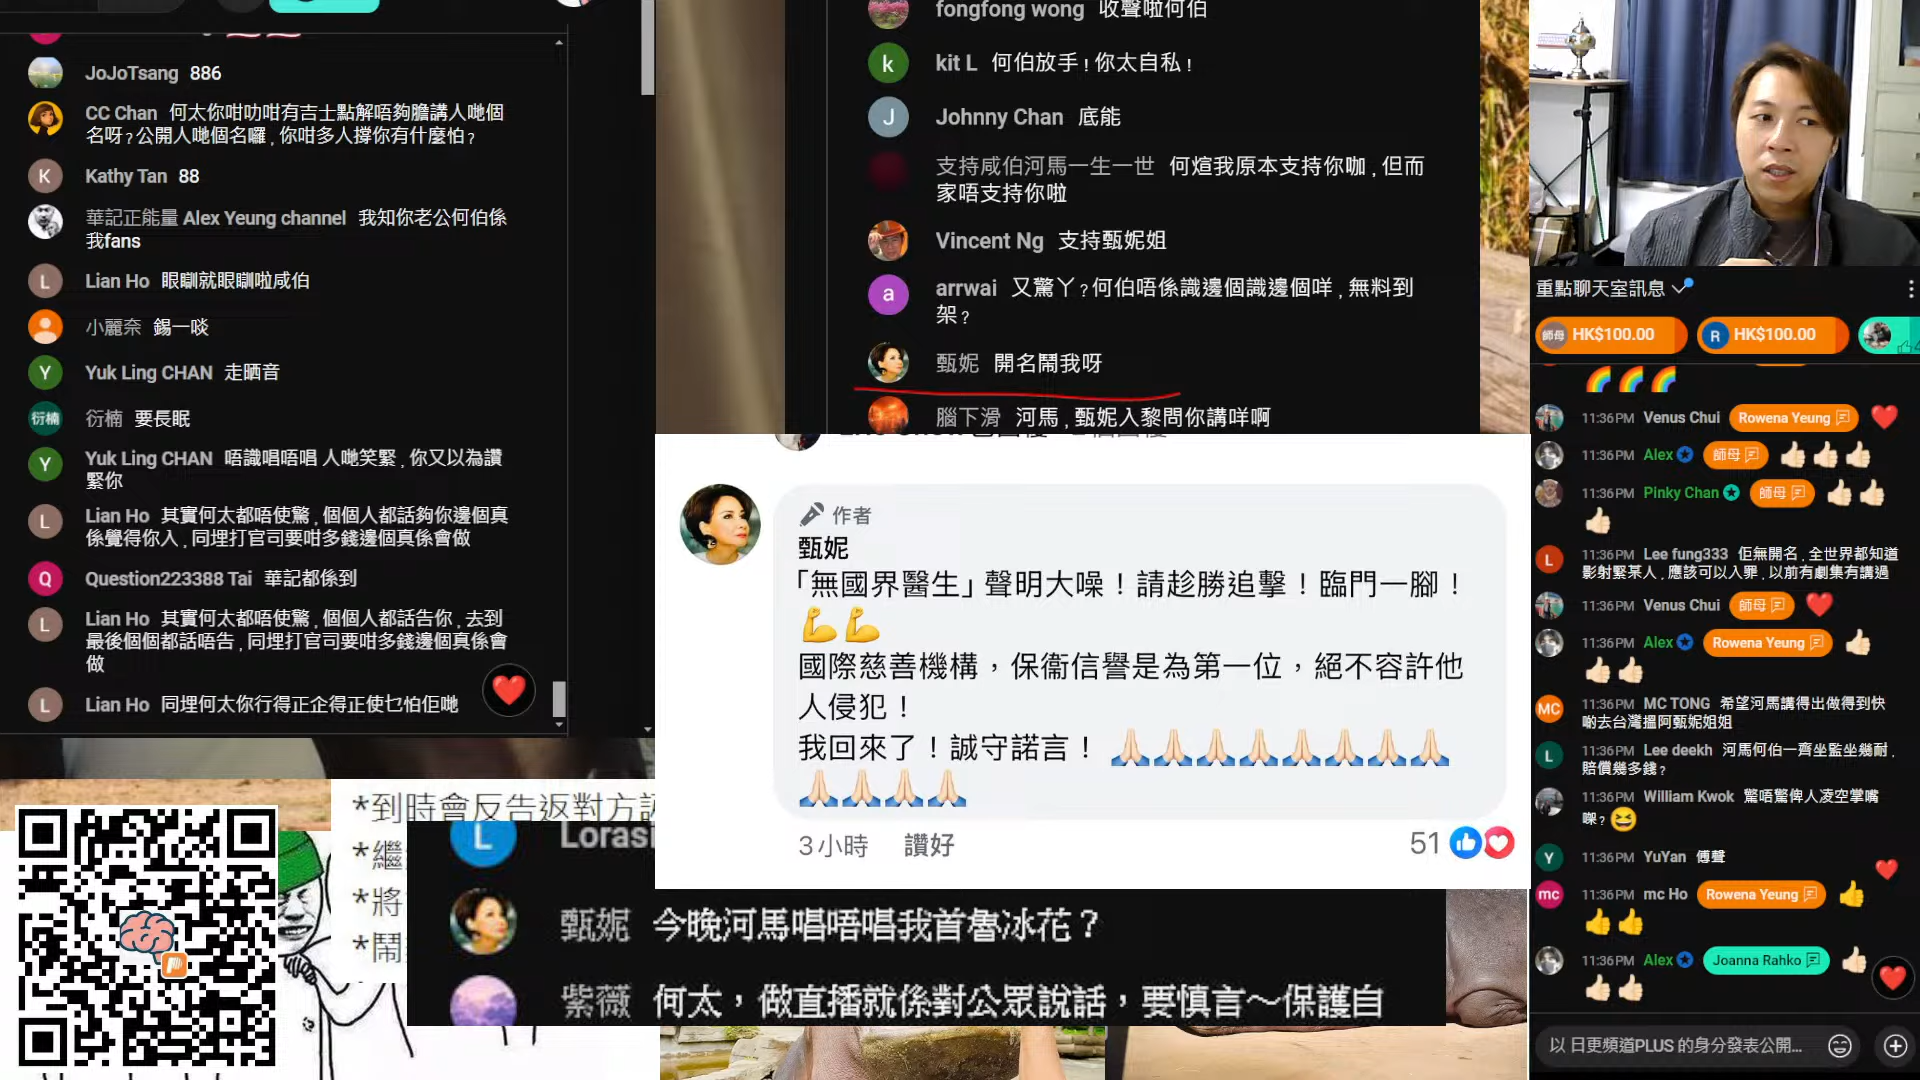 JoJoTsang 886
CC Chan 何太你咁叻咁有吉士點解唔夠膽講人哋個
名呀?公開人哋個名囉,你咁多人撐你有什麼怕?
Kathy Tan 88
華記正能量 Alex Yeung channel 我知你老公何伯係
我fans
Lian Ho 眼瞓就眼瞓啦咸伯
小麗奈 錫一啖
Yuk Ling CHAN 走晒音
衍楠 衍楠 要長眠
Yuk Ling CHAN 唔識唱唔唱 人哋笑緊,你又以為讚
緊你
Lian Ho 其實何太都唔使驚,個個人都話夠你邊個真
係覺得你入,同埋打官司要咁多錢邊個真係會做
Question223388 Tai 華記都係到
Lian Ho 其實何太都唔使驚,個個人都話告你,去到
最後個個都話唔告,同埋打官司要咁多錢邊個真係會
做
Lian Ho 同埋何太你行得正企得正使乜怕佢哋
fongfong wong 收聲啦何伯
kit L 何伯放手!你太自私!
Johnny Chan 底能
支持咸伯河馬一生一世 何煊我原本支持你咖,但而
家唔支持你啦
Vincent Ng 支持甄妮姐
arrwai 又驚丫?何伯唔係識邊個識邊個咩,無料到
架?
甄妮 開名鬧我呀
腦下滑 河馬,甄妮入黎問你講咩啊
作者
甄妮
「無國界醫生」聲明大噪!請趁勝追擊!臨門一腳!
💪💪
國際慈善機構,保衞信譽是為第一位,絕不容許他
人侵犯!
我回來了!誠守諾言! 🙏🏻🙏🏻🙏🏻🙏🏻🙏🏻🙏🏻🙏🏻🙏🏻
🙏🏻🙏🏻🙏🏻🙏🏻
3小時 讚好 51
*到時會反告返對方
*繼
*將
*鬧
Lorasi
甄妮 今晚河馬唱唔唱我首魯冰花?
紫薇 何太,做直播就係對公眾說話,要慎言～保護自
重點聊天室訊息
師母 HK$100.00 R HK$100.00
🌈🌈🌈
11:36PM Venus Chui Rowena Yeung ❤️
11:36PM Alex 師母 👍🏻👍🏻👍🏻
11:36PM Pinky Chan 師母 👍🏻👍🏻
👍🏻
11:36PM Lee fung333 佢無開名,全世界都知道
影射緊某人,應該可以入罪,以前有劇集有講過
11:36PM Venus Chui 師母 ❤️
11:36PM Alex Rowena Yeung 👍🏻
👍🏻👍🏻
11:36PM MC TONG 希望河馬講得出做得到快
啲去台灣搵阿甄妮姐姐
11:36PM Lee deekh 河馬何伯一齊坐監坐幾耐,
賠償幾多錢?
11:36PM William Kwok 驚唔驚俾人凌空掌嘴
㗎?😆
11:36PM YuYan 傅聲
11:36PM mc Ho Rowena Yeung 👍
👍👍
11:36PM Alex Joanna Rahko 👍🏻
👍🏻👍🏻
以 日更頻道PLUS 的身分發表公開...